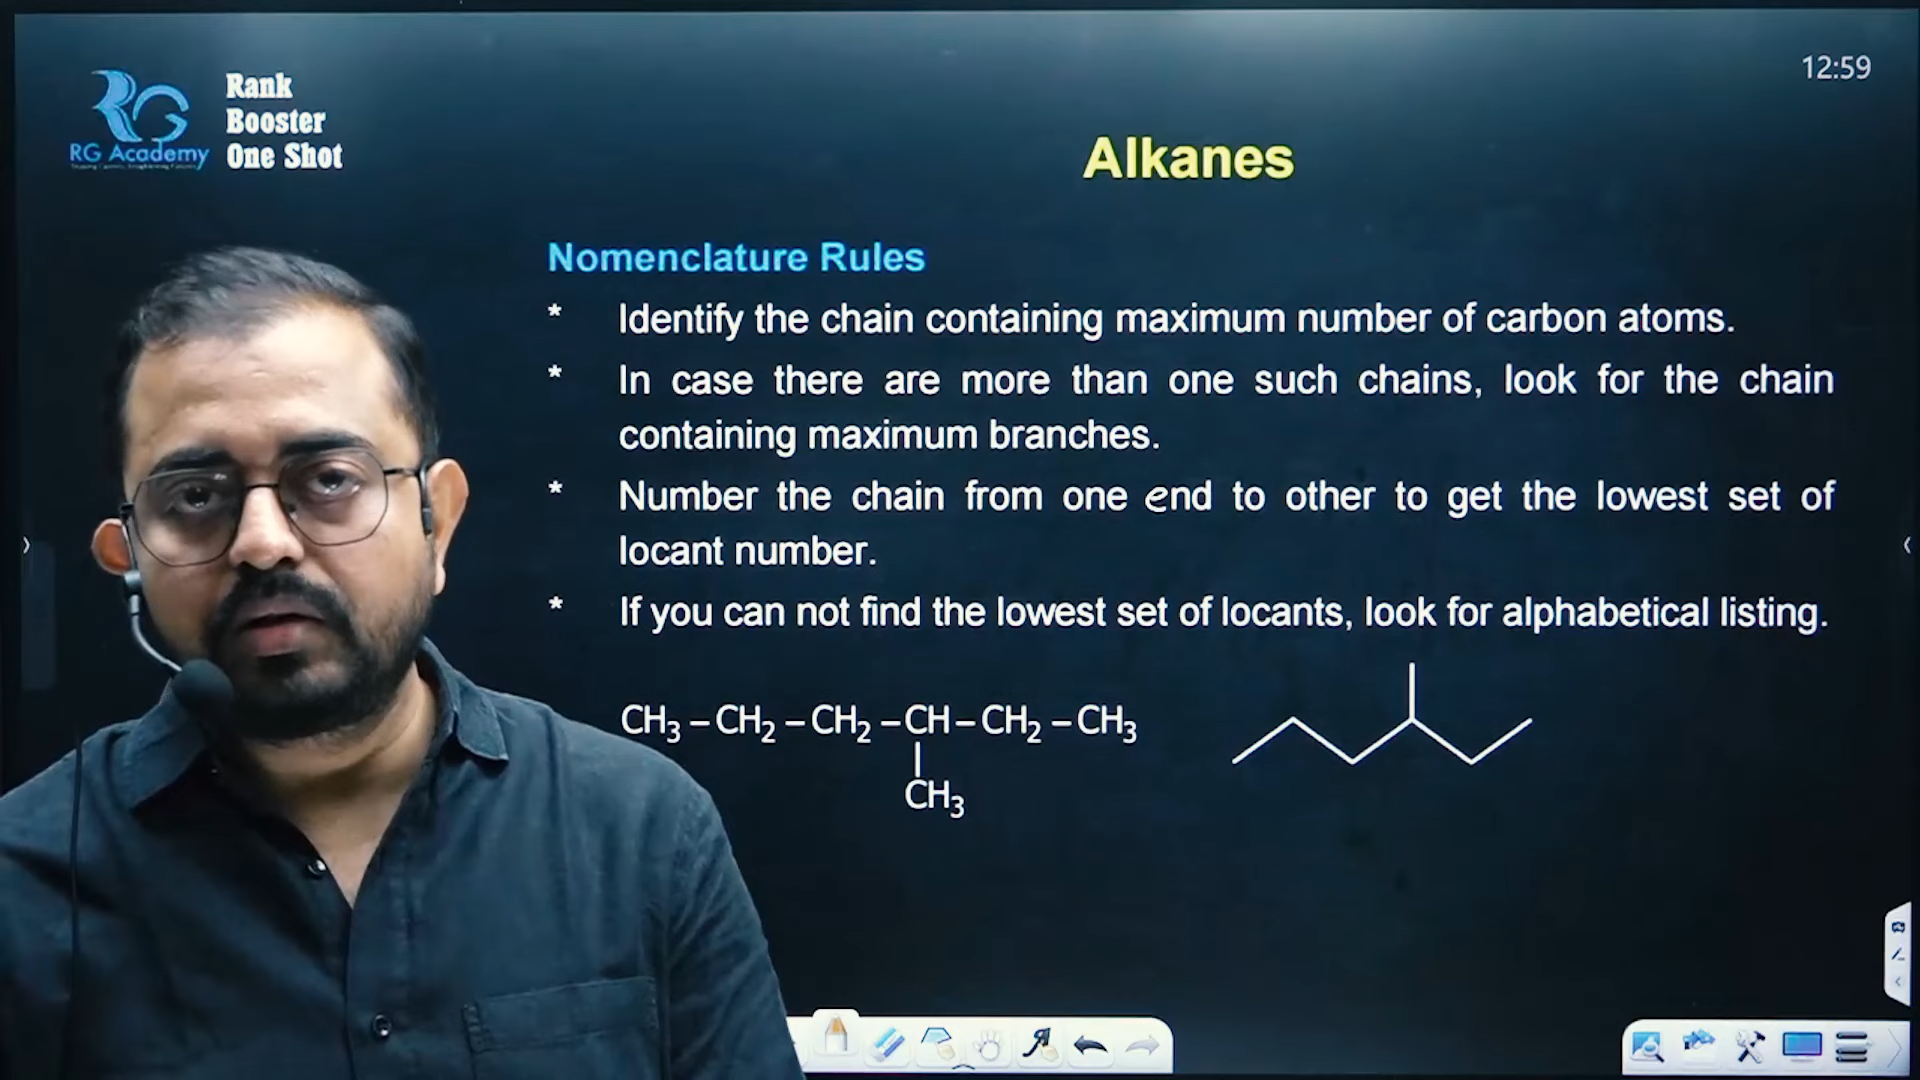 Rank
Booster
One Shot
RG Academy
12:59
Alkanes
Nomenclature Rules
* Identify the chain containing maximum number of carbon atoms.
* In case there are more than one such chains, look for the chain
containing maximum branches.
* Number the chain from one end to other to get the lowest set of
locant number.
* If you can not find the lowest set of locants, look for alphabetical listing.
CH₃ – CH₂ – CH₂ – CH – CH₂ – CH₃
|
CH₃